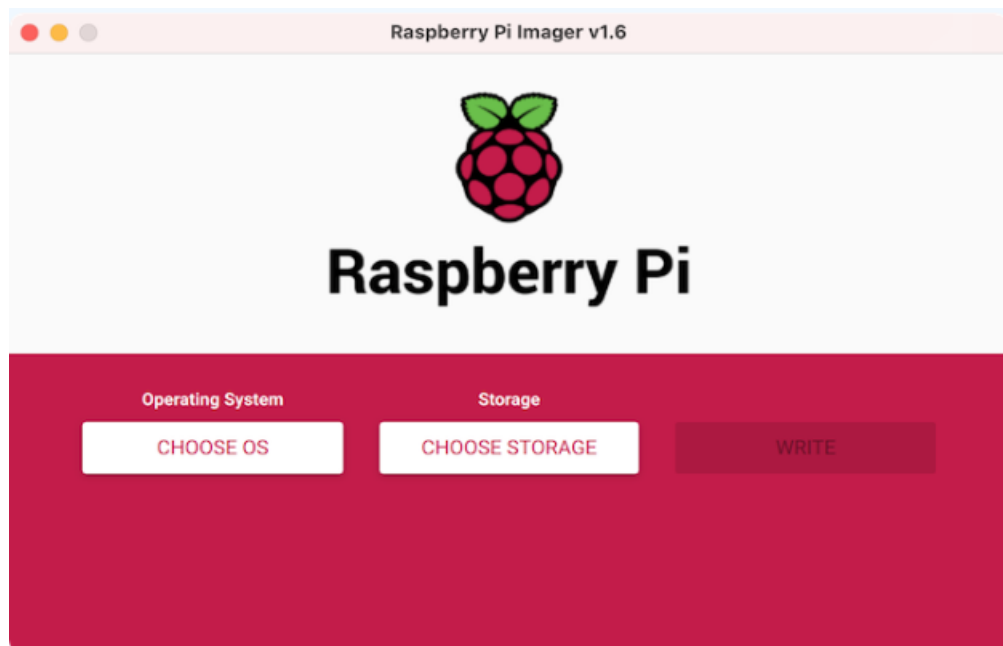 Raspberry Pi Imager v1.6
Raspberry Pi
Operating System
Storage
CHOOSE OS
CHOOSE STORAGE
WRITE